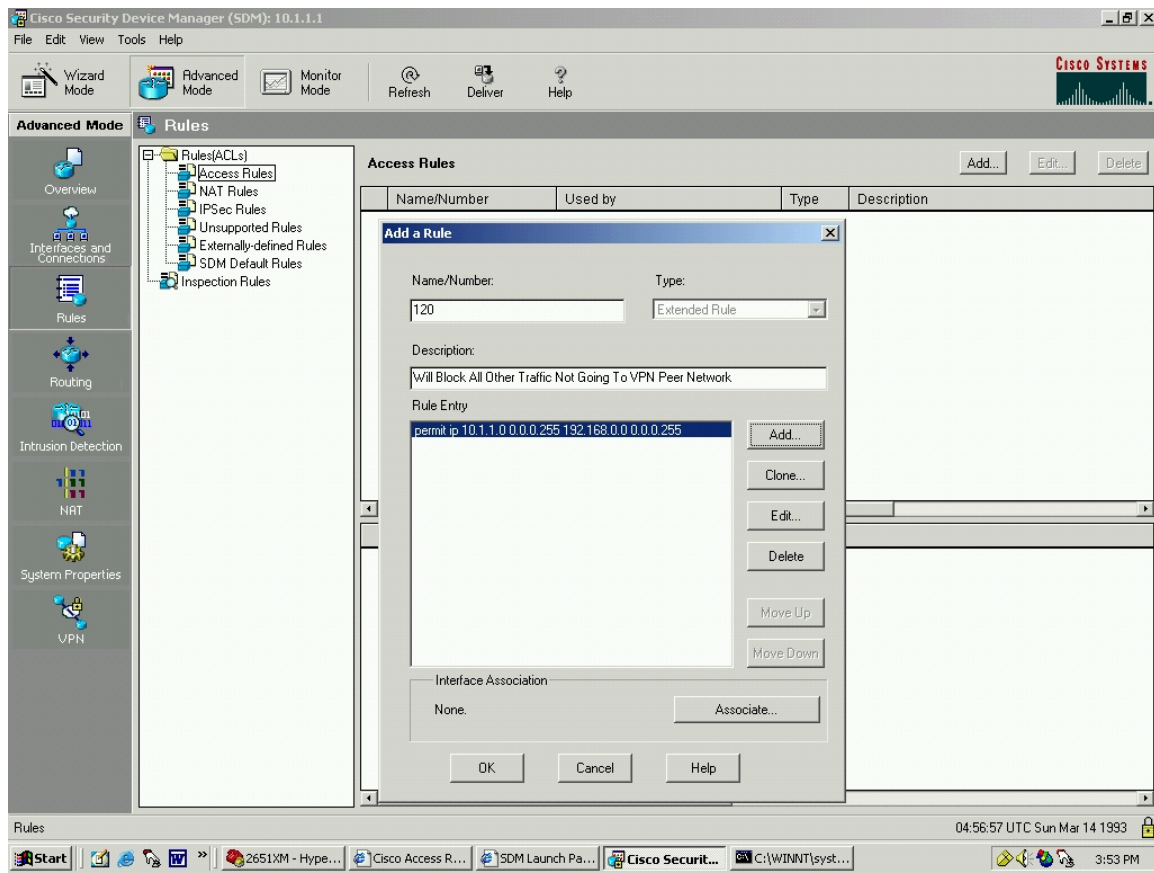 Cisco Security Device Manager (SDM): 10.1.1.1
File Edit View Tools Help
Wizard Mode
Advanced Mode
Monitor Mode
Refresh
Deliver
Help
CISCO SYSTEMS
Advanced Mode
Rules
Overview
Interfaces and Connections
Rules
Routing
Intrusion Detection
NAT
System Properties
VPN
Rules(ACLs)
Access Rules
NAT Rules
IPSec Rules
Unsupported Rules
Externally-defined Rules
SDM Default Rules
Inspection Rules
Access Rules
Add... Edit... Delete
Name/Number Used by Type Description
Add a Rule
Name/Number: Type:
120 Extended Rule
Description:
Will Block All Other Traffic Not Going To VPN Peer Network
Rule Entry
permit ip 10.1.1.0 0.0.0.255 192.168.0.0 0.0.0.255
Add...
Clone...
Edit...
Delete
Move Up
Move Down
Interface Association
None. Associate...
OK Cancel Help
Rules 04:56:57 UTC Sun Mar 14 1993
Start » 2651XM - Hype... Cisco Access R... SDM Launch Pa... Cisco Securit... C:\WINNT\syst... 3:53 PM